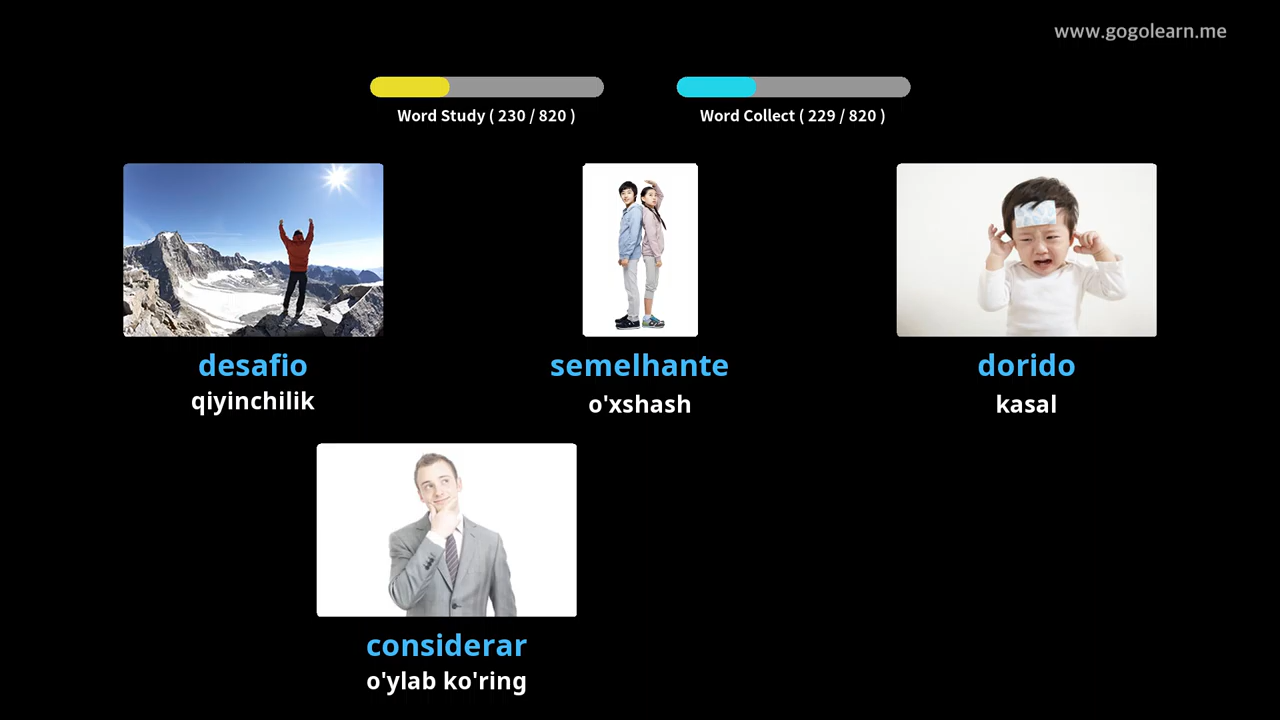 www.gogolearn.me
Word Study ( 230 / 820 )
Word Collect ( 229 / 820 )
desafio
qiyinchilik
semelhante
o'xshash
dorido
kasal
considerar
o'ylab ko'ring